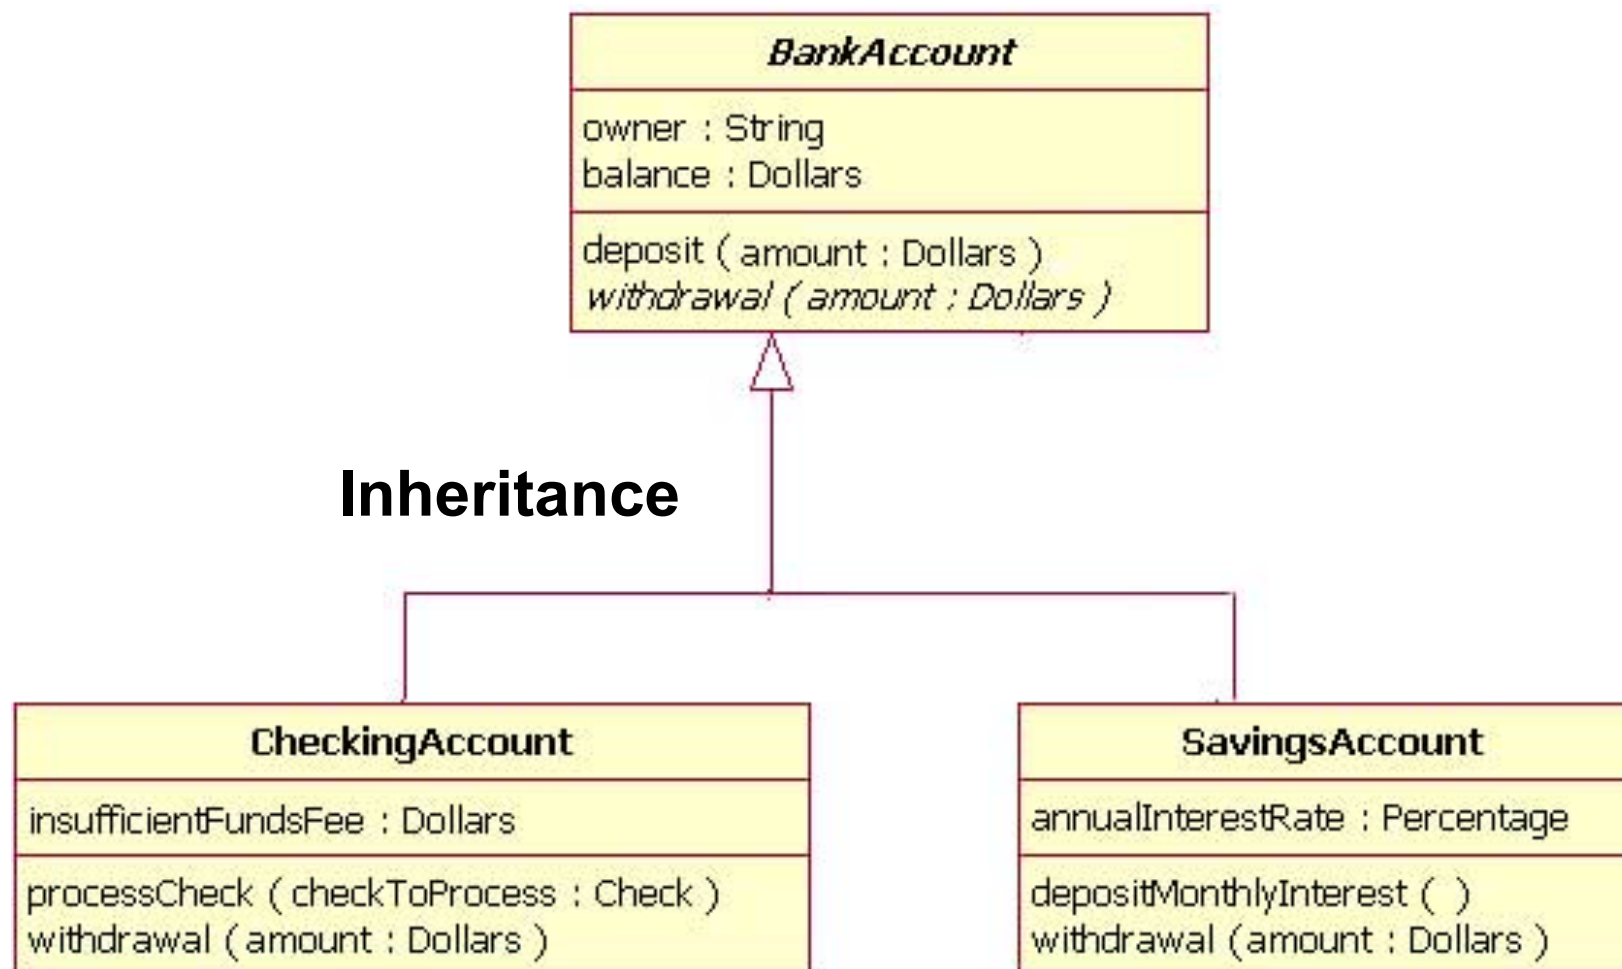 BankAccount
owner : String
balance : Dollars
deposit ( amount : Dollars )
withdrawal ( amount : Dollars )
Inheritance
CheckingAccount
insufficientFundsFee : Dollars
processCheck ( checkToProcess : Check )
withdrawal ( amount : Dollars )
SavingsAccount
annualInterestRate : Percentage
depositMonthlyInterest ( )
withdrawal ( amount : Dollars )